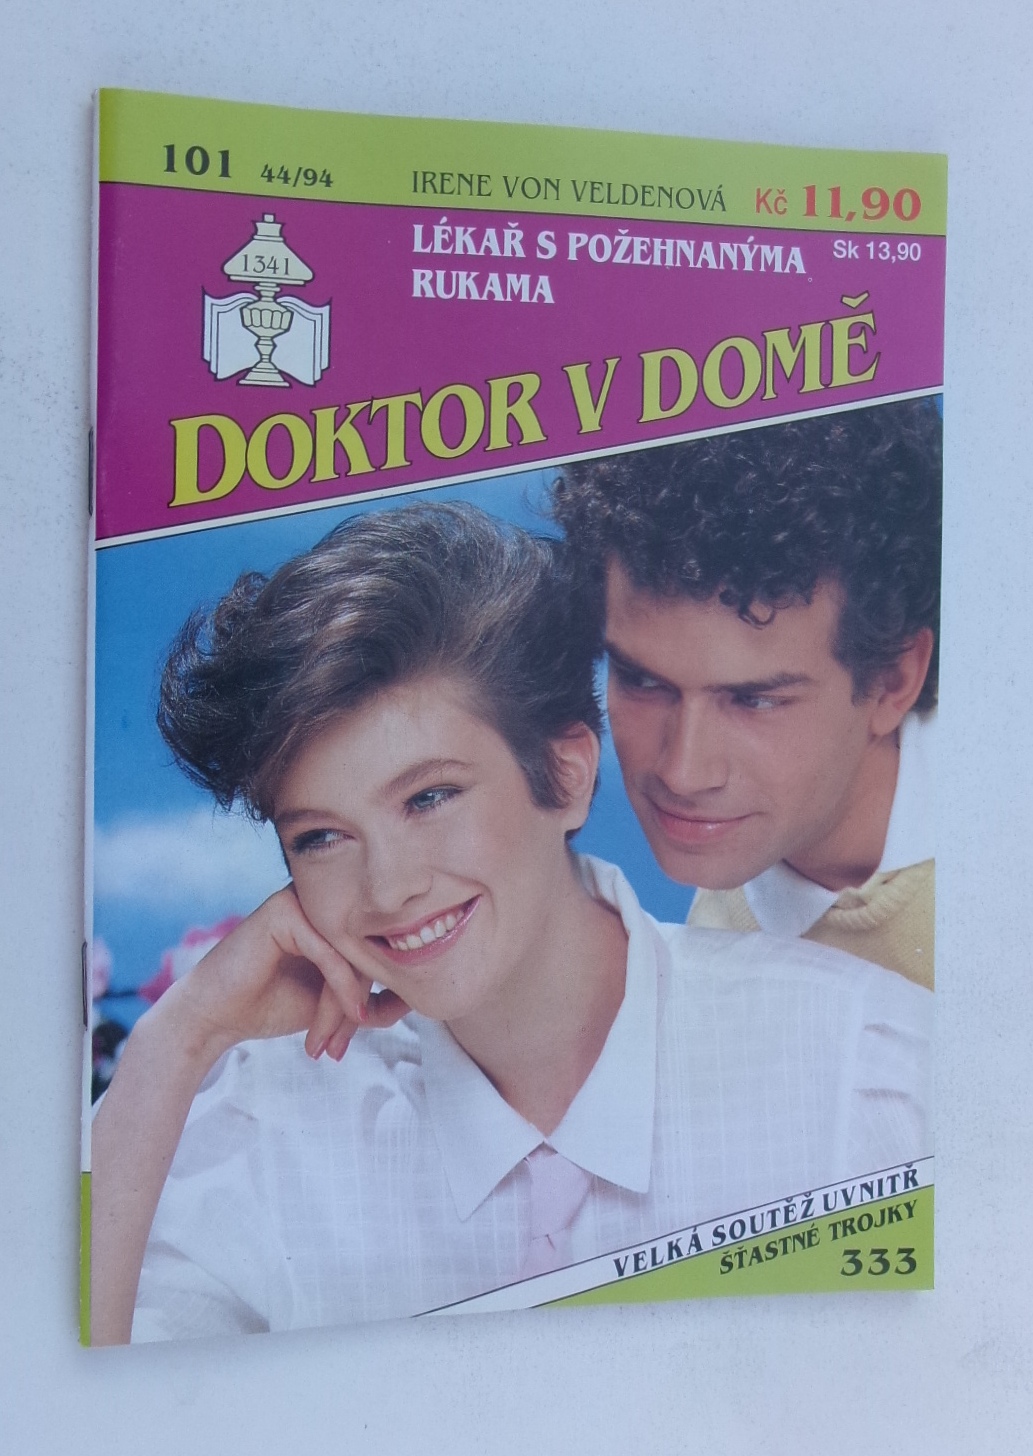 101 44/94 IRENE VON VELDENOVÁ Kč 11,90
LÉKAŘ S POŽEHNANÝMA
RUKAMA
Sk 13,90
1341
DOKTOR V DOMĚ
VELKÁ SOUTĚŽ UVNITŘ
ŠŤASTNÉ TROJKY
333